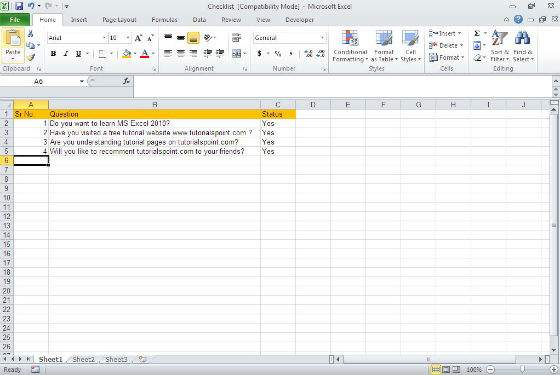 Checklist [Compatibility Mode] - Microsoft Excel
File Home Insert Page Layout Formulas Data Review View Developer
Paste
Arial 10
General
Conditional Formatting Format as Table Cell Styles
Insert
Delete
Format
Sort & Filter Find & Select
Clipboard Font Alignment Number Styles Cells Editing
A6 fx
A B C D E F G H I J
1 Sr No. Question Status
2 1 Do you want to learn MS Excel 2010? Yes
3 2 Have you visited a free tutorial website www.tutorialspoint.com ? Yes
4 3 Are you understanding tutorial pages on tutorialspoint.com? Yes
5 4 Will you like to recomment tutorialspoint.com to your friends? Yes
6
7
8
9
10
11
12
13
14
15
16
17
18
19
20
21
22
23
24
25
26
Sheet1 Sheet2 Sheet3
Ready 100%